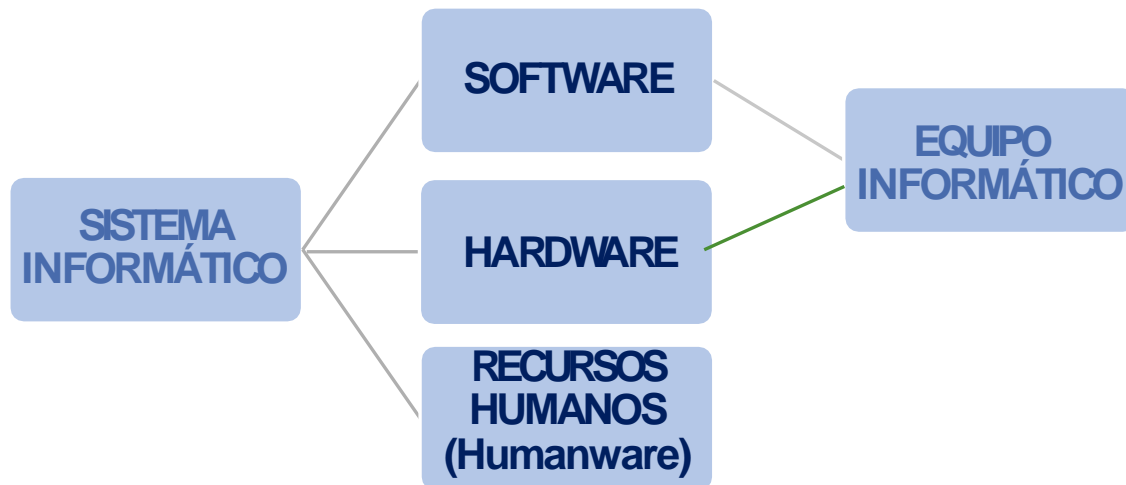 SOFTWARE
EQUIPO
INFORMÁTICO
SISTEMA
INFORMÁTICO
HARDWARE
RECURSOS
HUMANOS
(Humanware)